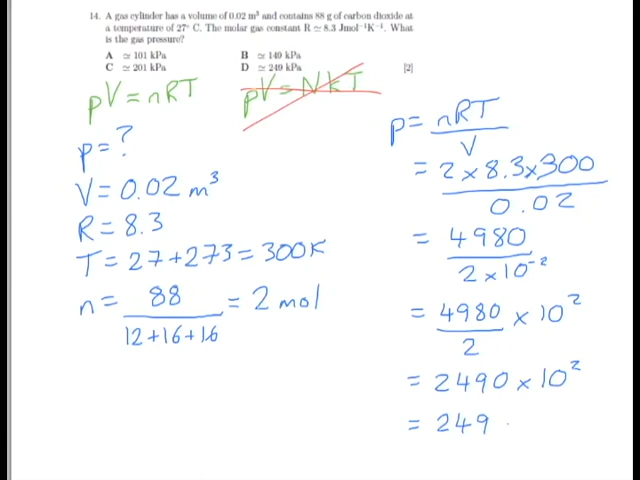 14. A gas cylinder has a volume of 0.02 m³ and contains 88 g of carbon dioxide at
a temperature of 27° C. The molar gas constant R ≃ 8.3 Jmol⁻¹K⁻¹. What
is the gas pressure?
A ≃ 101 kPa B ≃ 140 kPa
C ≃ 201 kPa D ≃ 249 kPa [2]
pV = nRT
pV = NkT
p = ?
V = 0.02 m³
R = 8.3
T = 27 + 273 = 300K
n = 88 = 2 mol
12 + 16 + 16
p = nRT
V
= 2 × 8.3 × 300
0.02
= 4980
2 × 10⁻²
= 4980 × 10²
2
= 2490 × 10²
= 249